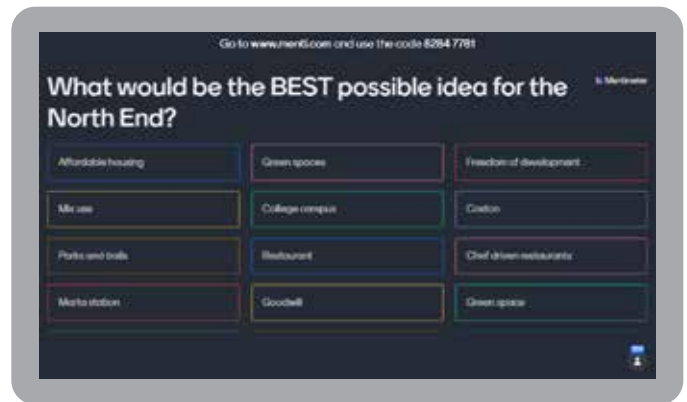 Go to www.menti.com and use the code 8284 7781
What would be the BEST possible idea for the
North End?
Mentimeter
Affordable housing
Green spaces
Freedom of development
Mix use
College campus
Costco
Parks and trails
Restaurant
Chef driven restaurants
Marta station
Goodwill
Green space